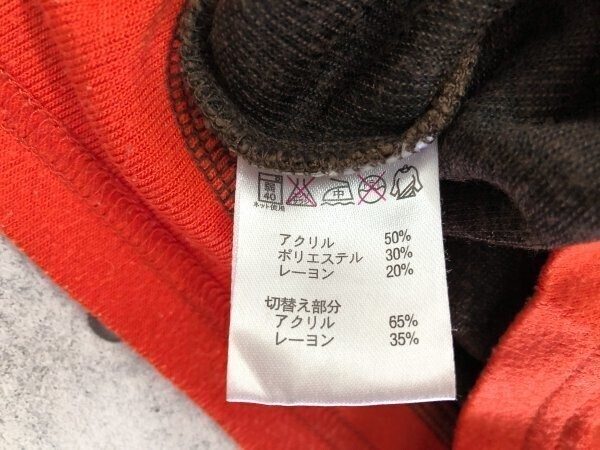 弱
40
中
ネット使用
アクリル 50%
ポリエステル 30%
レーヨン 20%
切替え部分
アクリル 65%
レーヨン 35%